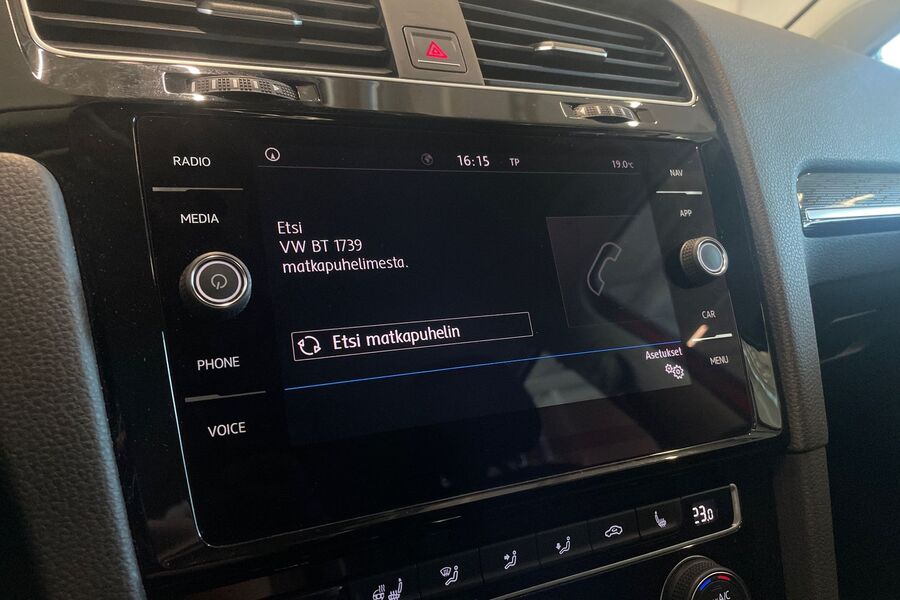 RADIO
MEDIA
PHONE
VOICE
16:15 TP 19.0°C
Etsi
VW BT 1739
matkapuhelimesta.
Etsi matkapuhelin
Asetukset
NAV
APP
CAR
MENU
23.0
A/C